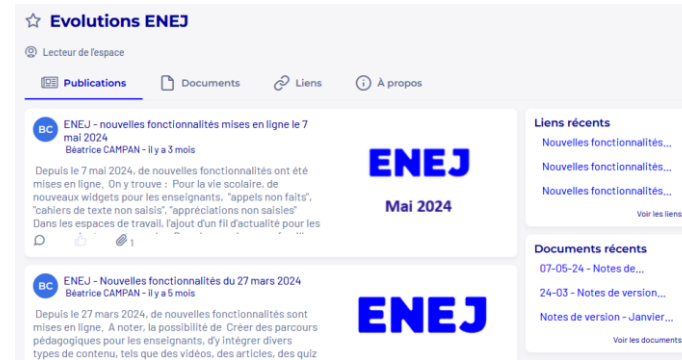 Evolutions ENEJ
Lecteur de l'espace
Publications
Documents
Liens
À propos
BC
ENEJ - nouvelles fonctionnalités mises en ligne le 7
mai 2024
Béatrice CAMPAN - il y a 3 mois
Depuis le 7 mai 2024, de nouvelles fonctionnalités ont été
mises en ligne. On y trouve : Pour la vie scolaire, de
nouveaux widgets pour les enseignants, "appels non faits",
"cahiers de texte non saisis", "appréciations non saisies"
Dans les espaces de travail, l'ajout d'un fil d'actualité pour les
1
ENEJ
Mai 2024
BC
ENEJ - Nouvelles fonctionnalités du 27 mars 2024
Béatrice CAMPAN - il y a 5 mois
Depuis le 27 mars 2024, de nouvelles fonctionnalités sont
mises en ligne. A noter, la possibilité de Créer des parcours
pédagogiques pour les enseignants, d'y intégrer divers
types de contenu, tels que des vidéos, des articles, des quiz
ENEJ
Liens récents
Nouvelles fonctionnalités...
Nouvelles fonctionnalités...
Nouvelles fonctionnalités...
Voir les liens
Documents récents
07-05-24 - Notes de...
24-03 - Notes de version...
Notes de version - Janvier...
Voir les documents